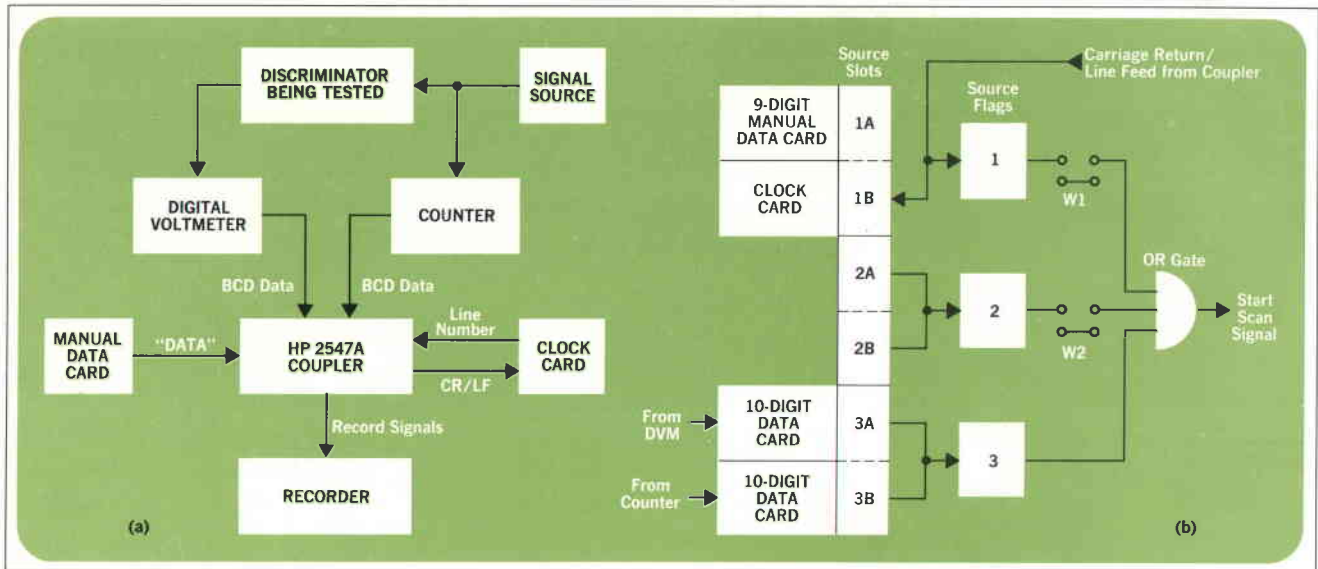 DISCRIMINATOR
BEING TESTED
SIGNAL
SOURCE
DIGITAL
VOLTMETER
COUNTER
BCD Data
BCD Data
MANUAL
DATA
CARD
"DATA"
HP 2547A
COUPLER
Line
Number
CR/LF
CLOCK
CARD
Record Signals
RECORDER
(a)
Source
Slots
Carriage Return/
Line Feed from Coupler
9-DIGIT
MANUAL
DATA CARD
1A
Source
Flags
1
CLOCK
CARD
1B
W1
2A
OR Gate
2
Start
Scan
Signal
2B
W2
From
DVM
10-DIGIT
DATA
CARD
3A
3
From
Counter
10-DIGIT
DATA
CARD
3B
(b)